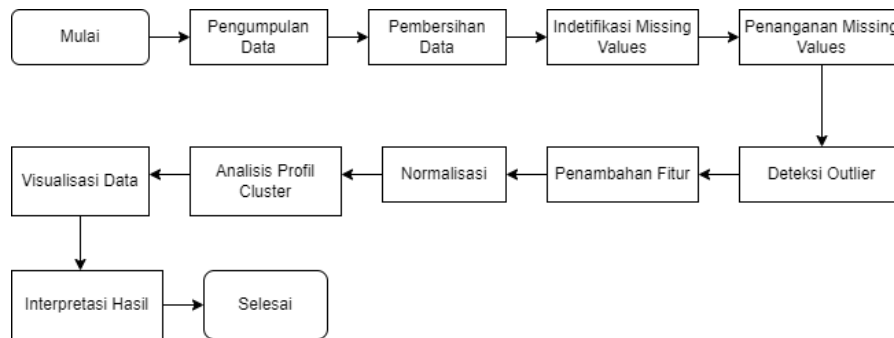 Mulai
Pengumpulan
Data
Pembersihan
Data
Indetifikasi Missing
Values
Penanganan Missing
Values
Visualisasi Data
Analisis Profil
Cluster
Normalisasi
Penambahan Fitur
Deteksi Outlier
Interpretasi Hasil
Selesai